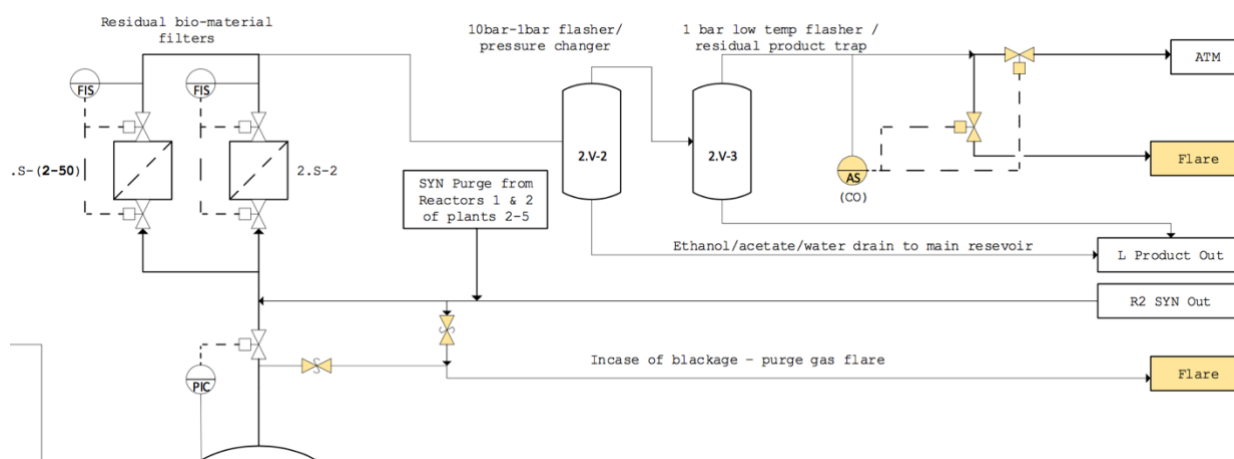 Residual bio-material
filters
10bar-1bar flasher/
pressure changer
1 bar low temp flasher /
residual product trap
ATM
FIS
FIS
.S-(2-50)
2.S-2
2.V-2
2.V-3
SYN Purge from
Reactors 1 & 2
of plants 2-5
AS
(CO)
Flare
Ethanol/acetate/water drain to main resevoir
L Product Out
R2 SYN Out
S
S
Incase of blackage – purge gas flare
Flare
PIC